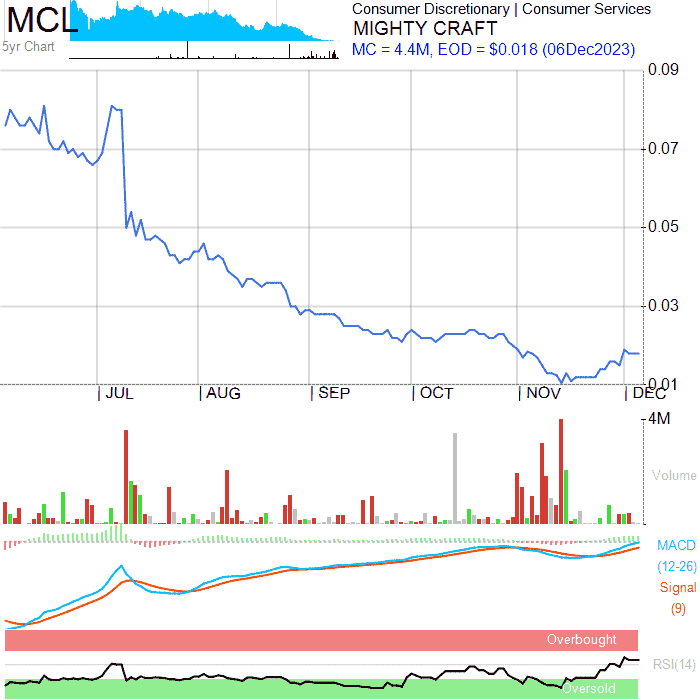 MCL
5yr Chart
Consumer Discretionary | Consumer Services
MIGHTY CRAFT
MC = 4.4M, EOD = $0.018 (06Dec2023)
0.09
0.07
0.05
0.03
0.01
JUL
AUG
SEP
OCT
NOV
DEC
4M
Volume
MACD
(12-26)
Signal
(9)
Overbought
RSI(14)
Oversold